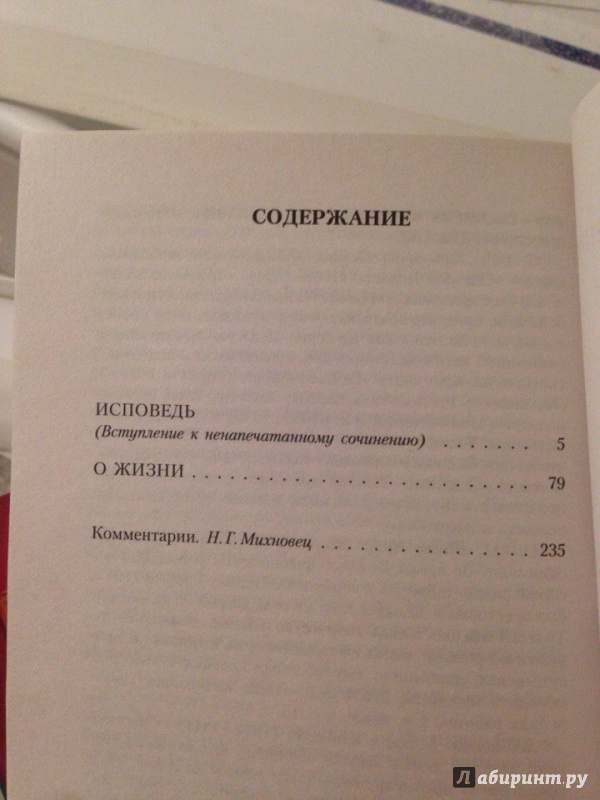 СОДЕРЖАНИЕ
ИСПОВЕДЬ
(Вступление к ненапечатанному сочинению) . . . . . . . 5
О ЖИЗНИ . . . . . . . . . . . . . . . . . . . . . . . . . . 79
Комментарии. Н. Г. Михновец . . . . . . . . . . . . . . . . 235
Лабиринт.ру